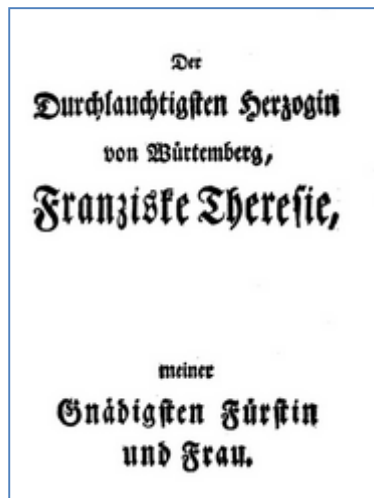 Der
Durchlauchtigsten Herzogin
von Würtemberg,
Franziske Theresie,
meiner
Gnädigsten Fürstin
und Frau.